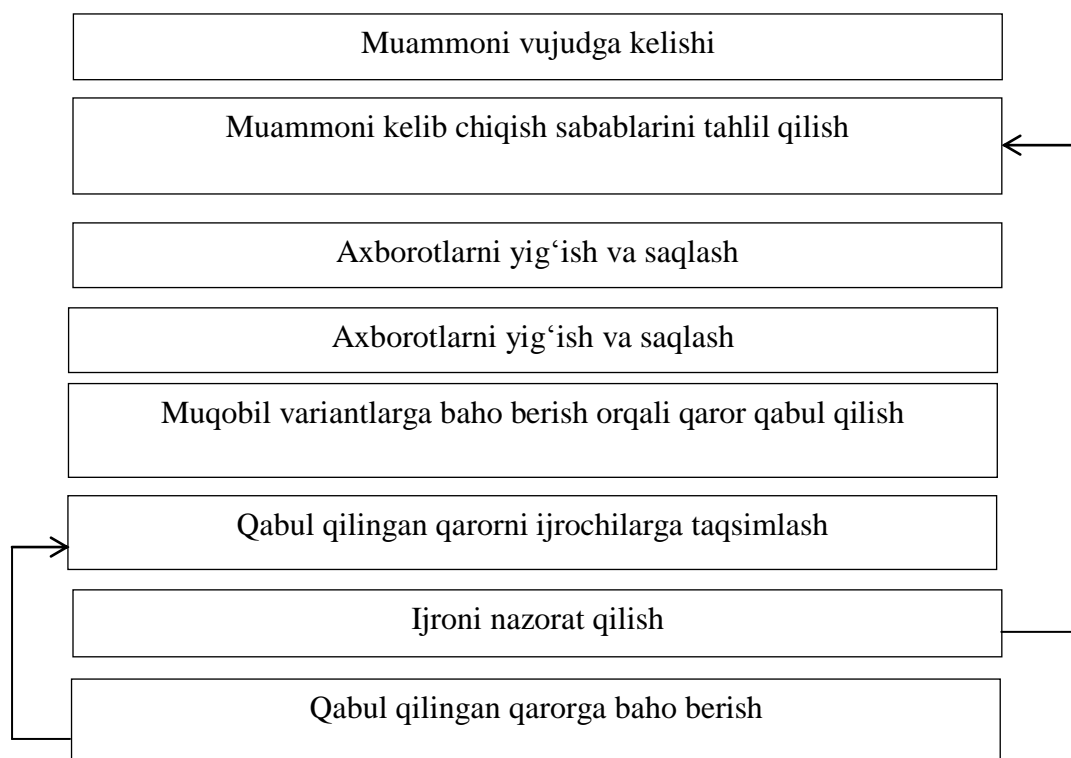 Muammoni vujudga kelishi
Muammoni kelib chiqish sabablarini tahlil qilish
Axborotlarni yig‘ish va saqlash
Axborotlarni yig‘ish va saqlash
Muqobil variantlarga baho berish orqali qaror qabul qilish
Qabul qilingan qarorni ijrochilarga taqsimlash
Ijroni nazorat qilish
Qabul qilingan qarorga baho berish